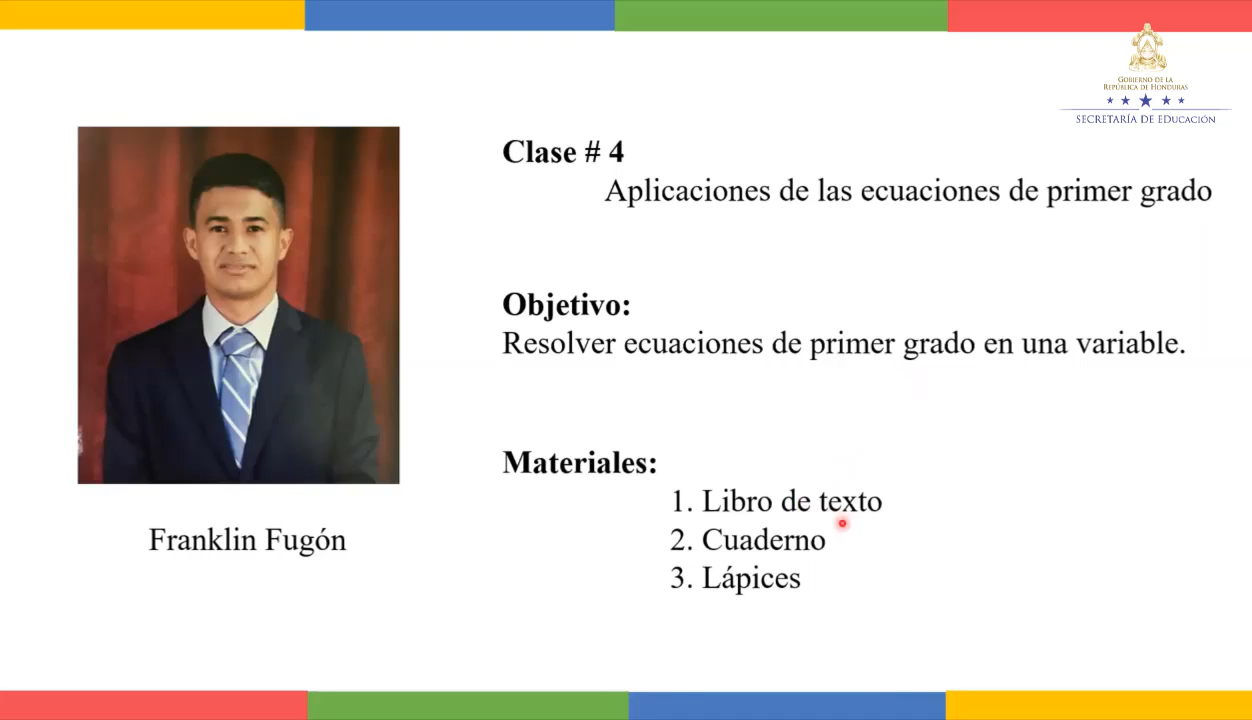 GOBIERNO DE LA
REPÚBLICA DE HONDURAS
SECRETARÍA DE EDUCACIÓN
Clase # 4
Aplicaciones de las ecuaciones de primer grado
Objetivo:
Resolver ecuaciones de primer grado en una variable.
Materiales:
1. Libro de texto
2. Cuaderno
3. Lápices
Franklin Fugón